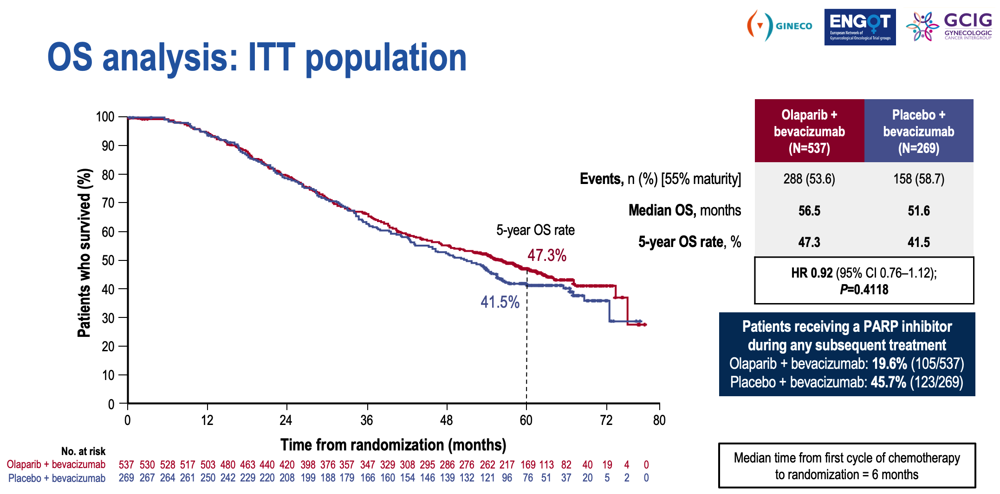 GINECO
ENGOT
European Network of
Gynaecological Oncological Trial groups
GCIG
GYNECOLOGIC
CANCER INTERGROUP
OS analysis: ITT population
Patients who survived (%)
100
90
80
70
60
50
40
30
20
10
0
5-year OS rate
47.3%
41.5%
0 12 24 36 48 60 72 80
Time from randomization (months)
No. at risk
Olaparib + bevacizumab 537 530 528 517 503 480 463 440 420 398 376 357 347 329 308 295 286 276 262 217 169 113 82 40 19 4 0
Placebo + bevacizumab 269 267 264 261 250 242 229 220 208 199 188 179 166 160 154 146 139 132 121 96 76 51 37 20 5 2 0
Olaparib +
bevacizumab
(N=537)
Placebo +
bevacizumab
(N=269)
Events, n (%) [55% maturity] 288 (53.6) 158 (58.7)
Median OS, months 56.5 51.6
5-year OS rate, % 47.3 41.5
HR 0.92 (95% CI 0.76–1.12);
P=0.4118
Patients receiving a PARP inhibitor
during any subsequent treatment
Olaparib + bevacizumab: 19.6% (105/537)
Placebo + bevacizumab: 45.7% (123/269)
Median time from first cycle of chemotherapy
to randomization = 6 months